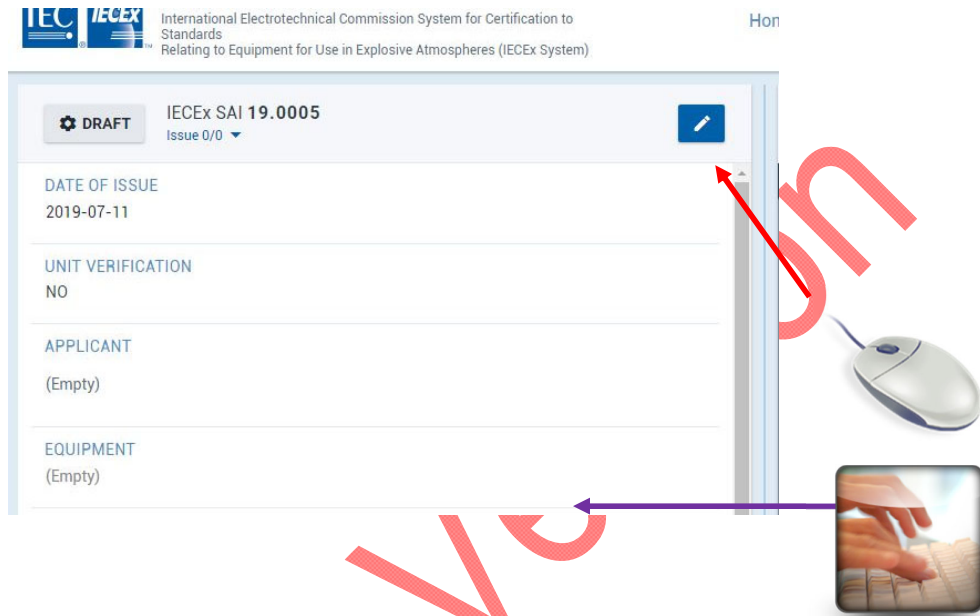 IEC IECEx
International Electrotechnical Commission System for Certification to
Standards
Relating to Equipment for Use in Explosive Atmospheres (IECEx System)
DRAFT
IECEx SAI 19.0005
Issue 0/0
DATE OF ISSUE
2019-07-11
UNIT VERIFICATION
NO
APPLICANT
(Empty)
EQUIPMENT
(Empty)